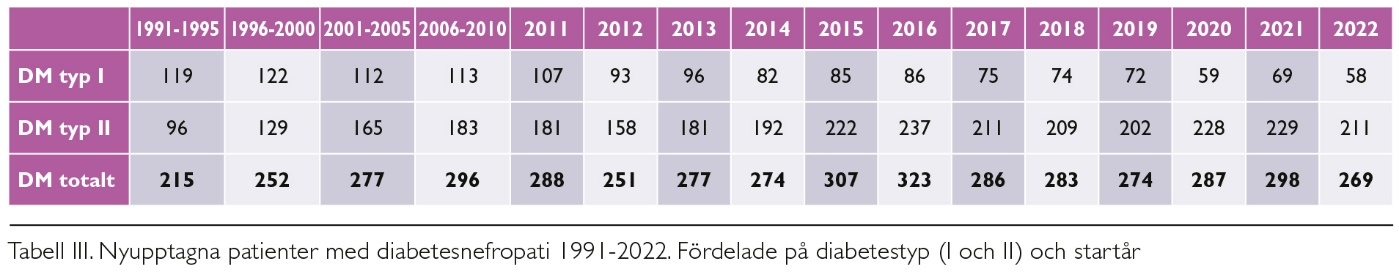 1991-1995 1996-2000 2001-2005 2006-2010 2011 2012 2013 2014 2015 2016 2017 2018 2019 2020 2021 2022
DM typ I 119 122 112 113 107 93 96 82 85 86 75 74 72 59 69 58
DM typ II 96 129 165 183 181 158 181 192 222 237 211 209 202 228 229 211
DM totalt 215 252 277 296 288 251 277 274 307 323 286 283 274 287 298 269
Tabell III. Nyupptagna patienter med diabetesnefropati 1991-2022. Fördelade på diabetestyp (I och II) och startår